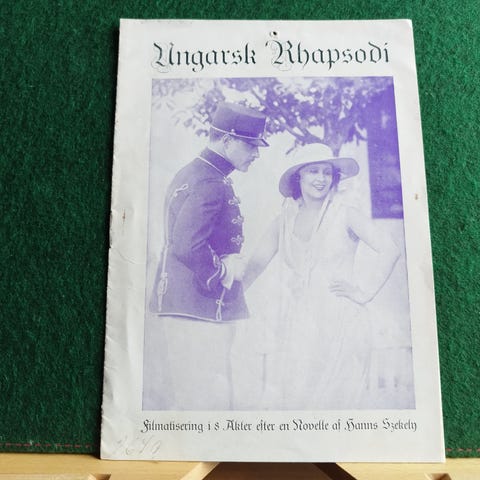 Ungarsk Rhapsodi
Filmatisering i 8 Akter efter en Novelle af Hanns Szekely